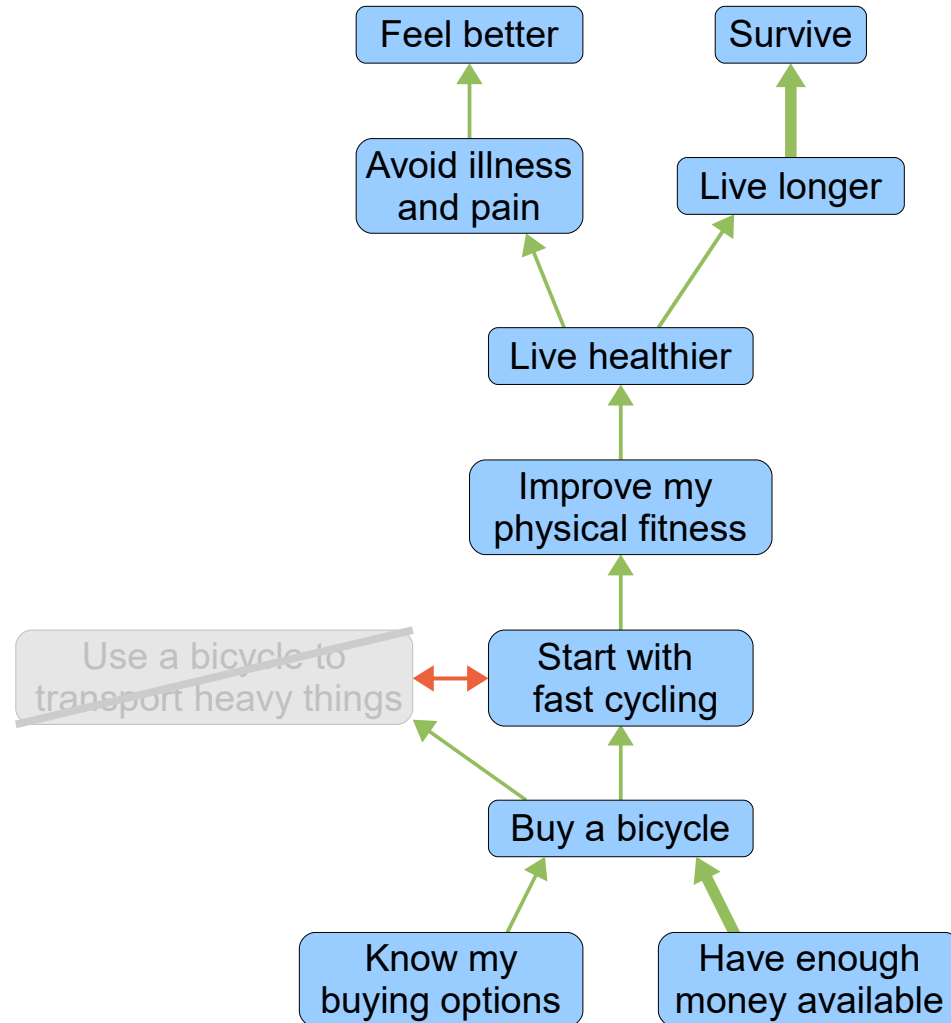 Feel better
Survive
Avoid illness
and pain
Live longer
Live healthier
Improve my
physical fitness
Use a bicycle to
transport heavy things
Start with
fast cycling
Buy a bicycle
Know my
buying options
Have enough
money available